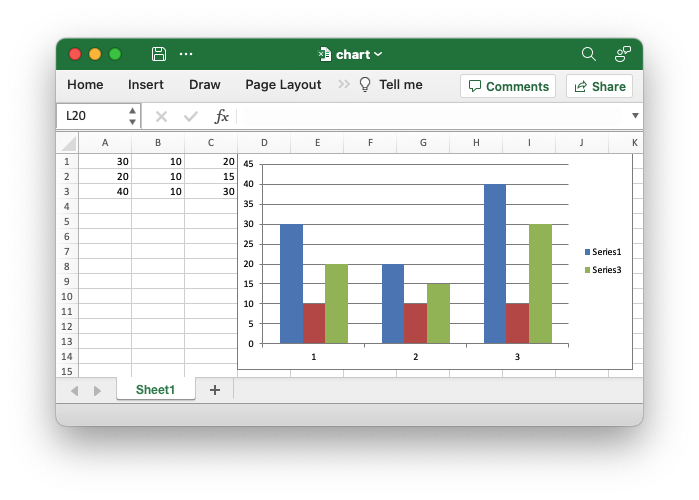 chart
Home Insert Draw Page Layout Tell me Comments Share
L20 fx
A B C D E F G H I J K
1 30 10 20
2 20 10 15
3 40 10 30
4
5
6
7
8
9
10
11
12
13
14
15
45
40
35
30
25
20
15
10
5
0
1 2 3
Series1
Series3
Sheet1 +